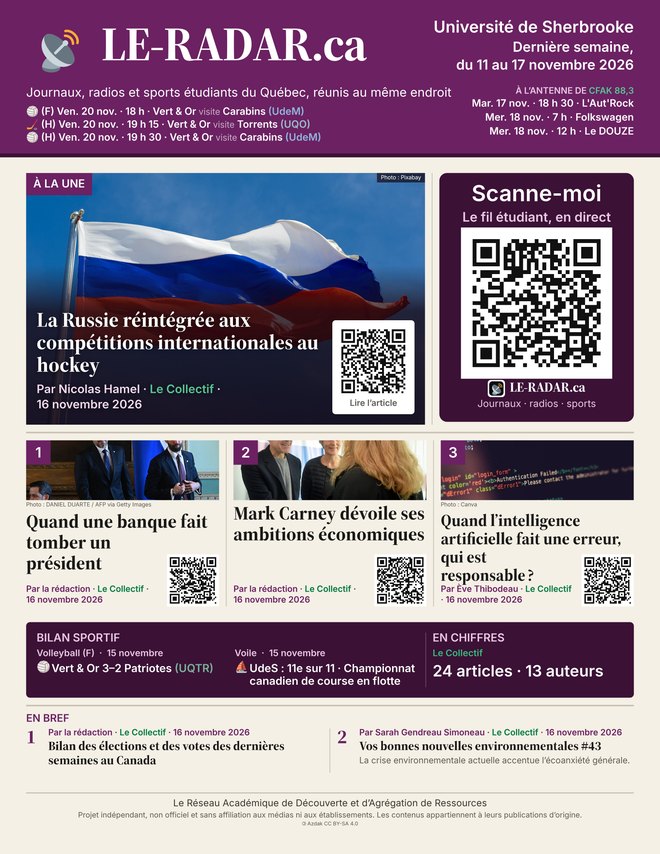 LE-RADAR.ca
Journaux, radios et sports étudiants du Québec, réunis au même endroit
(F) Ven. 20 nov. · 18 h · Vert & Or visite Carabins (UdeM)
(H) Ven. 20 nov. · 19 h 15 · Vert & Or visite Torrents (UQO)
(H) Ven. 20 nov. · 19 h 30 · Vert & Or visite Carabins (UdeM)
Université de Sherbrooke
Dernière semaine,
du 11 au 17 novembre 2026
À L'ANTENNE DE CFAK 88,3
Mar. 17 nov. · 18 h 30 · L'Aut'Rock
Mer. 18 nov. · 7 h · Folkswagen
Mer. 18 nov. · 12 h · Le DOUZE
À LA UNE
Photo : Pixabay
La Russie réintégrée aux
compétitions internationales au
hockey
Par Nicolas Hamel · Le Collectif ·
16 novembre 2026
Lire l'article
Scanne-moi
Le fil étudiant, en direct
LE-RADAR.ca
Journaux · radios · sports
1
Photo : DANIEL DUARTE / AFP via Getty Images
Quand une banque fait
tomber un
président
Par la rédaction · Le Collectif ·
16 novembre 2026
2
Mark Carney dévoile ses
ambitions économiques
Par la rédaction · Le Collectif ·
16 novembre 2026
3
login" id="login_form" >
color='red'><b>Authentification Failed</b>
class="dError1">Please contact the administrator for
Photo : Canva
Quand l'intelligence
artificielle fait une erreur,
qui est
responsable ?
Par Ève Thibodeau · Le Collectif
· 16 novembre 2026
BILAN SPORTIF
Volleyball (F) · 15 novembre
Vert & Or 3–2 Patriotes (UQTR)
Voile · 15 novembre
UdeS : 11e sur 11 · Championnat
canadien de course en flotte
EN CHIFFRES
Le Collectif
24 articles · 13 auteurs
EN BREF
1
Par la rédaction · Le Collectif · 16 novembre 2026
Bilan des élections et des votes des dernières
semaines au Canada
2
Par Sarah Gendreau Simoneau · Le Collectif · 16 novembre 2026
Vos bonnes nouvelles environnementales #43
La crise environnementale actuelle accentue l'écoanxiété générale.
Le Réseau Académique de Découverte et d'Agrégation de Ressources
Projet indépendant, non officiel et sans affiliation aux médias ni aux établissements. Les contenus appartiennent à leurs publications d'origine.
Azdak CC BY-SA 4.0